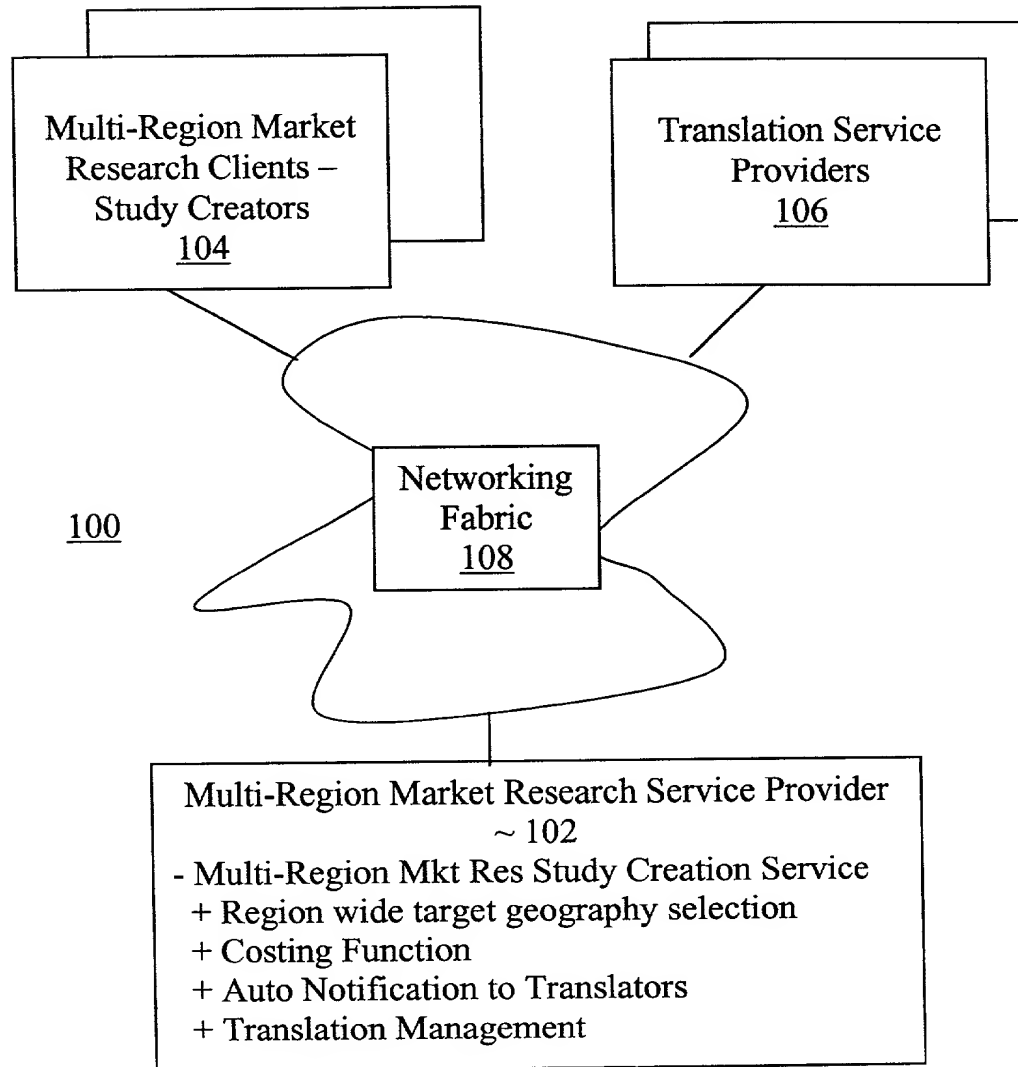 Multi-Region Market
Research Clients –
Study Creators
104
Translation Service
Providers
106
Networking
Fabric
108
100
Multi-Region Market Research Service Provider
~ 102
- Multi-Region Mkt Res Study Creation Service
+ Region wide target geography selection
+ Costing Function
+ Auto Notification to Translators
+ Translation Management